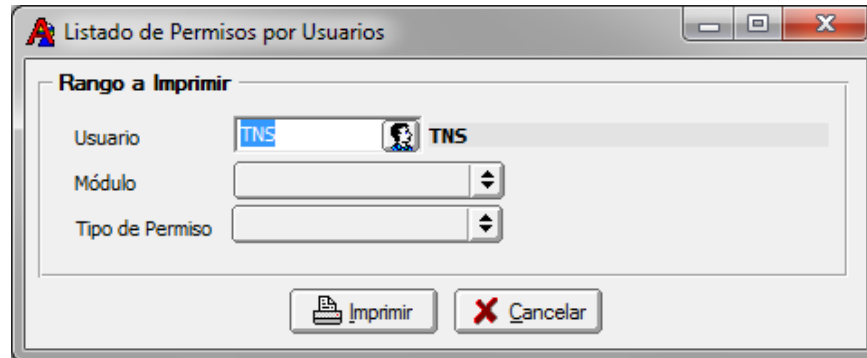 Listado de Permisos por Usuarios
Rango a Imprimir
Usuario TNS TNS
Módulo
Tipo de Permiso
Imprimir Cancelar